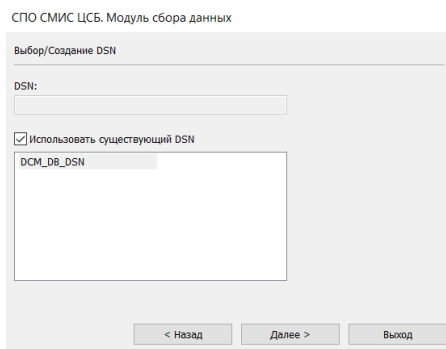 СПО СМИС ЦСБ. Модуль сбора данных
Выбор/Создание DSN
DSN:
Использовать существующий DSN
DCM_DB_DSN
< Назад Далее > Выход